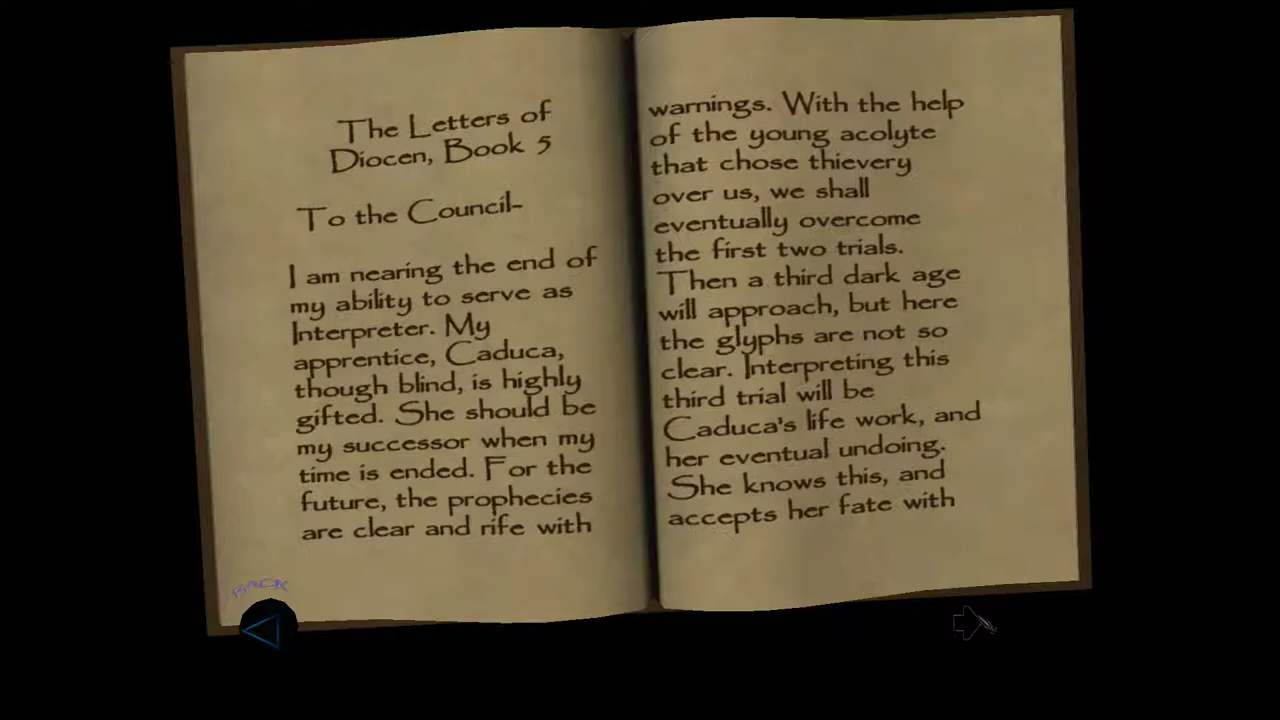 The Letters of
Diocen, Book 5
To the Council-
I am nearing the end of
my ability to serve as
Interpreter. My
apprentice, Caduca,
though blind, is highly
gifted. She should be
my successor when my
time is ended. For the
future, the prophecies
are clear and rife with
warnings. With the help
of the young acolyte
that chose thievery
over us, we shall
eventually overcome
the first two trials.
Then a third dark age
will approach, but here
the glyphs are not so
clear. Interpreting this
third trial will be
Caduca's life work, and
her eventual undoing.
She knows this, and
accepts her fate with
BACK